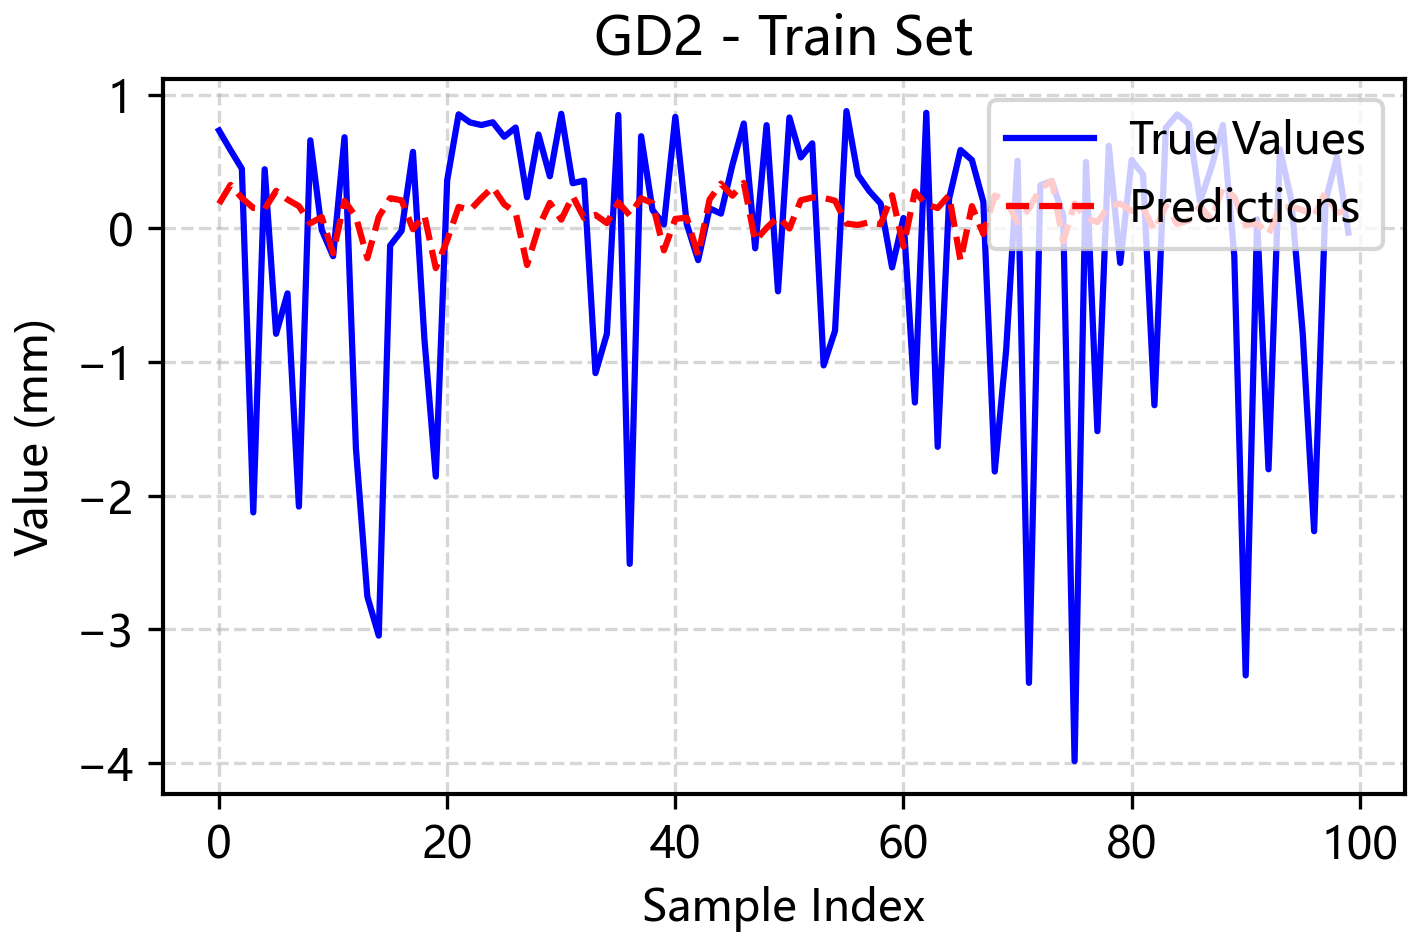 GD2 - Train Set
1
0
−1
−2
−3
−4
Value (mm)
True Values
Predictions
0 20 40 60 80 100
Sample Index